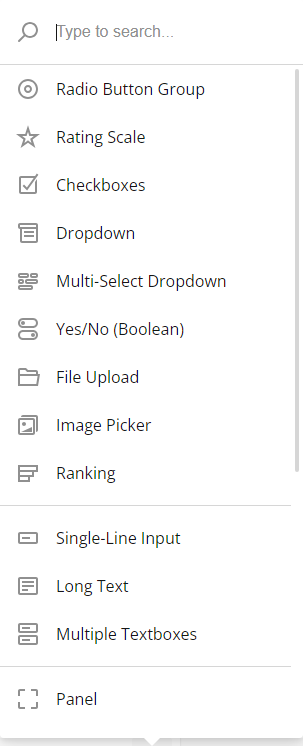 Type to search...
Radio Button Group
Rating Scale
Checkboxes
Dropdown
Multi-Select Dropdown
Yes/No (Boolean)
File Upload
Image Picker
Ranking
Single-Line Input
Long Text
Multiple Textboxes
Panel